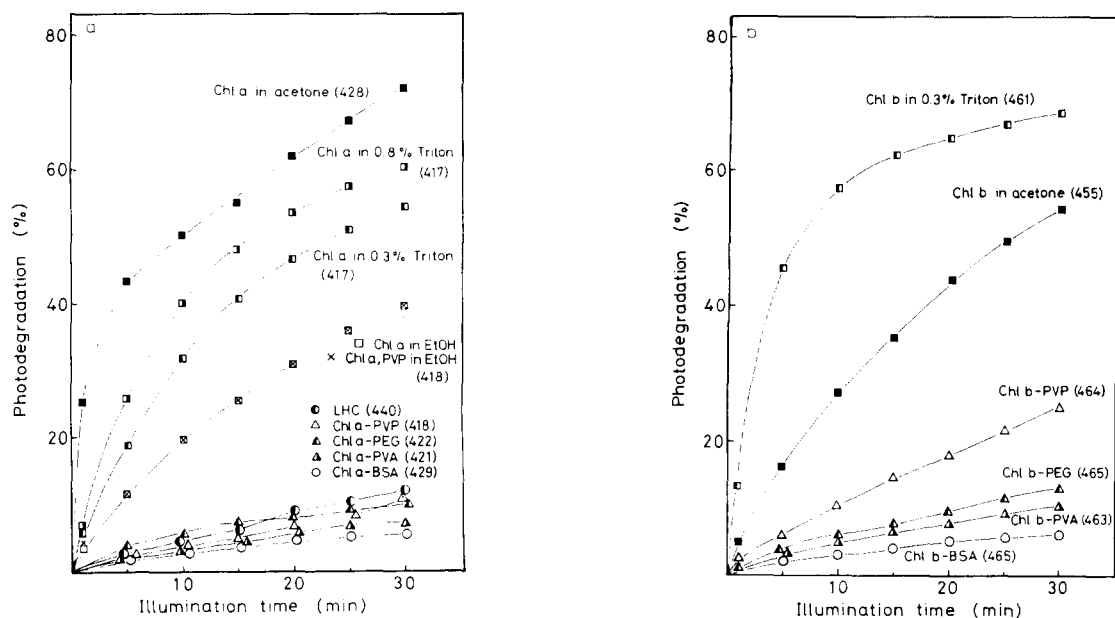 80
60
40
20
Photodegradation (%)
Chl a in acetone (428)
Chl a in 0.8% Triton
(417)
Chl a in 0.3% Triton
(417)
Chl a in EtOH
Chl a, PVP in EtOH
(418)
LHC (440)
Chl a-PVP (418)
Chl a-PEG (422)
Chl a-PVA (421)
Chl a-BSA (429)
10 20 30
Illumination time (min)
80
60
40
20
Photodegradation (%)
Chl b in 0.3% Triton (461)
Chl b in acetone (455)
Chl b-PVP (464)
Chl b-PEG (465)
Chl b-PVA (463)
Chl b-BSA (465)
10 20 30
Illumination time (min)